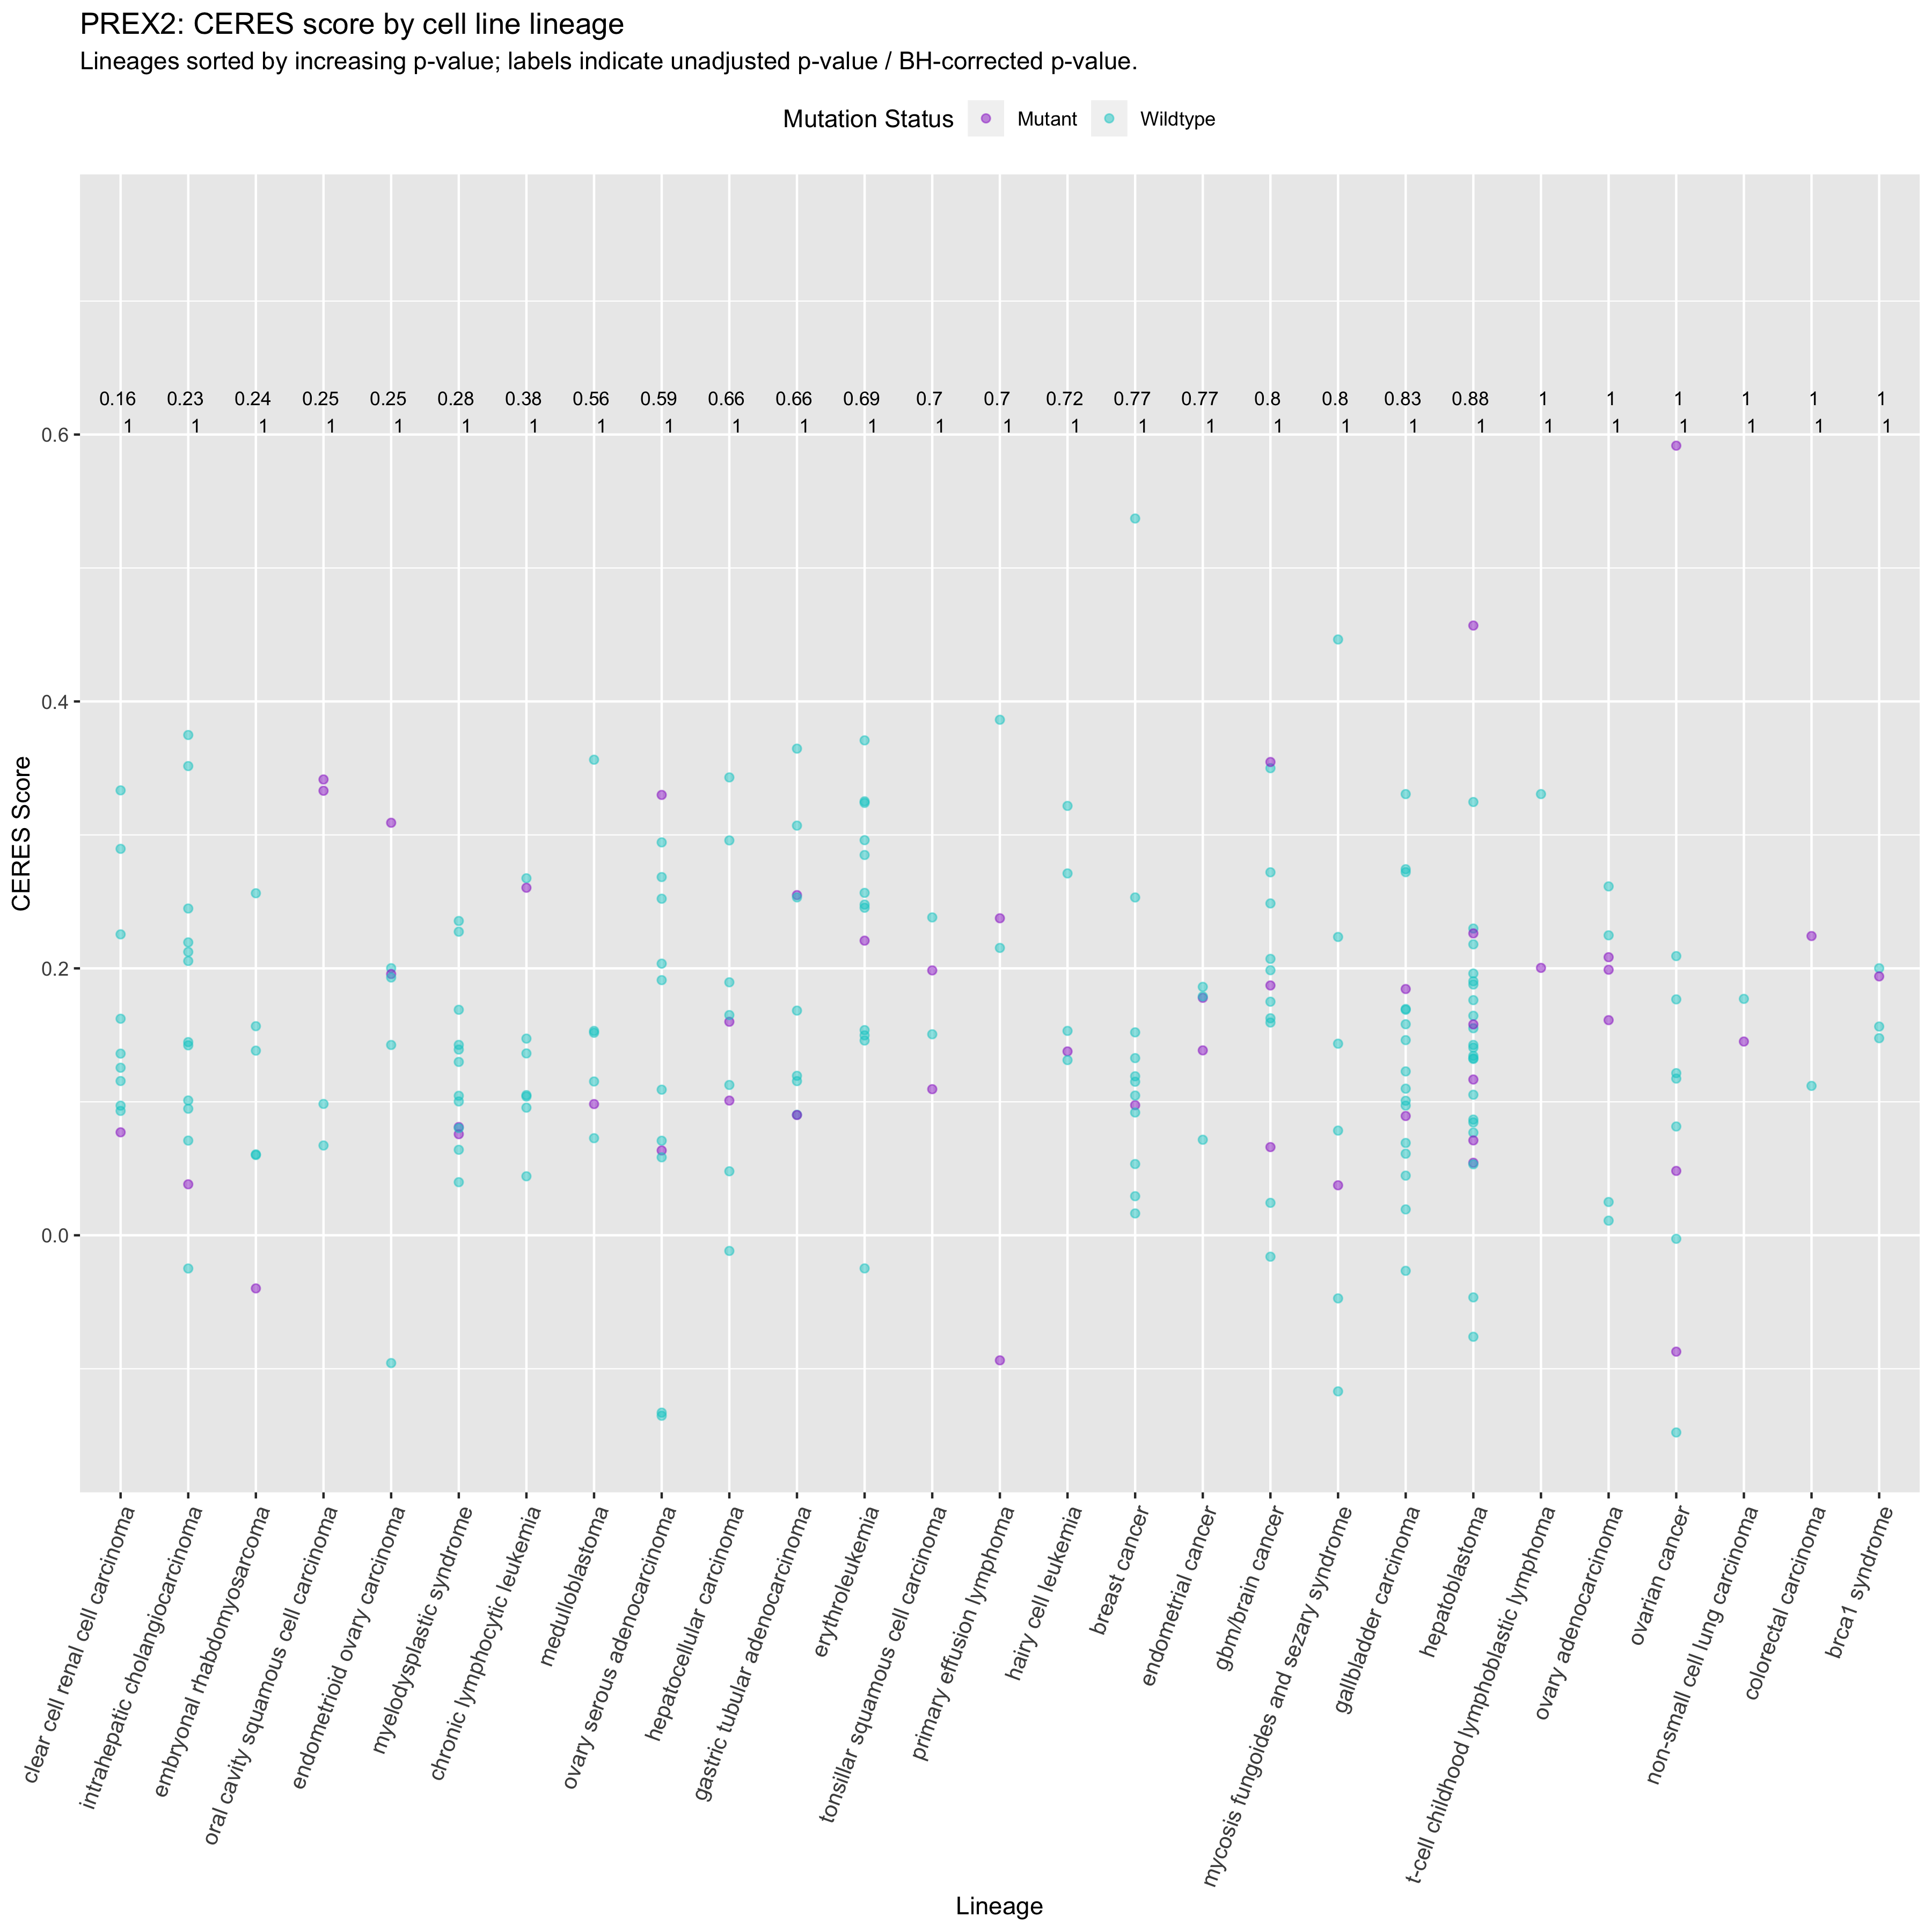 PREX2: CERES score by cell line lineage
Lineages sorted by increasing p-value; labels indicate unadjusted p-value / BH-corrected p-value.
Mutation Status Mutant Wildtype
0.16 0.23 0.24 0.25 0.25 0.28 0.38 0.56 0.59 0.66 0.66 0.69 0.7 0.7 0.72 0.77 0.77 0.8 0.8 0.83 0.88 1 1 1 1 1 1
1 1 1 1 1 1 1 1 1 1 1 1 1 1 1 1 1 1 1 1 1 1 1 1 1 1 1
0.6
0.4
0.2
0.0
CERES Score
clear cell renal cell carcinoma
intrahepatic cholangiocarcinoma
embryonal rhabdomyosarcoma
oral cavity squamous cell carcinoma
endometrioid ovary carcinoma
myelodysplastic syndrome
chronic lymphocytic leukemia
medulloblastoma
ovary serous adenocarcinoma
hepatocellular carcinoma
gastric tubular adenocarcinoma
erythroleukemia
tonsillar squamous cell carcinoma
primary effusion lymphoma
hairy cell leukemia
breast cancer
endometrial cancer
gbm/brain cancer
mycosis fungoides and sezary syndrome
gallbladder carcinoma
hepatoblastoma
t-cell childhood lymphoblastic lymphoma
ovary adenocarcinoma
ovarian cancer
non-small cell lung carcinoma
colorectal carcinoma
brca1 syndrome
Lineage